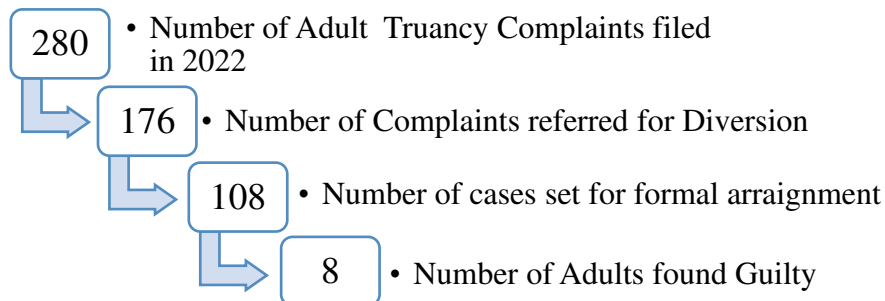 280 • Number of Adult Truancy Complaints filed
in 2022
176 • Number of Complaints referred for Diversion
108 • Number of cases set for formal arraignment
8 • Number of Adults found Guilty